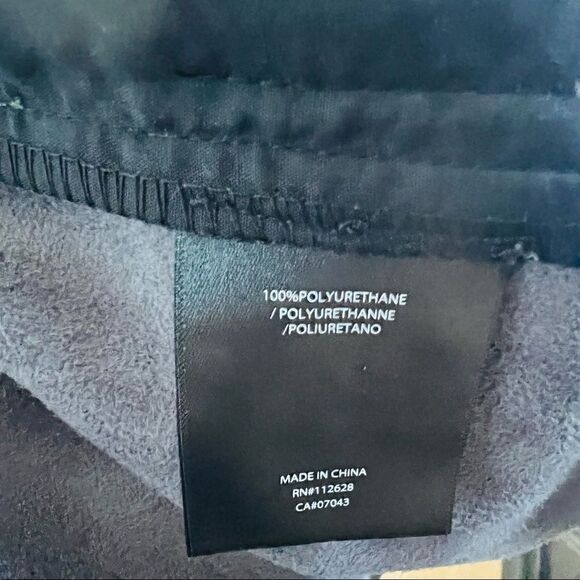 100%POLYURETHANE
/ POLYURETHANNE
/POLIURETANO
MADE IN CHINA
RN#112628
CA#07043